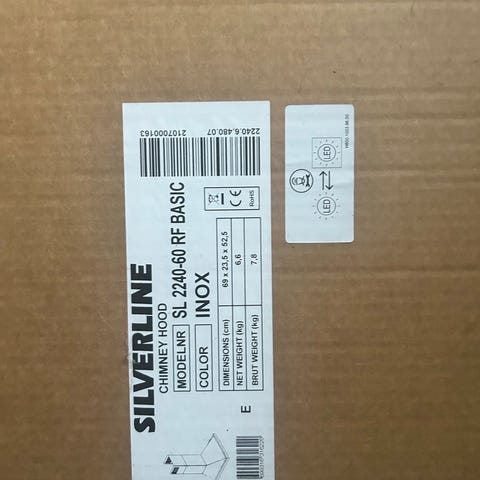 SILVERLINE
CHIMNEY HOOD
MODELNR SL 2240-60 RF BASIC
COLOR INOX
DIMENSIONS (cm) 69 x 23,5 x 52,5
NET WEIGHT (kg) 6,6
BRUT WEIGHT (kg) 7,8
E
CE RoHS
2240.6.480.07
2107000163
LED
LED